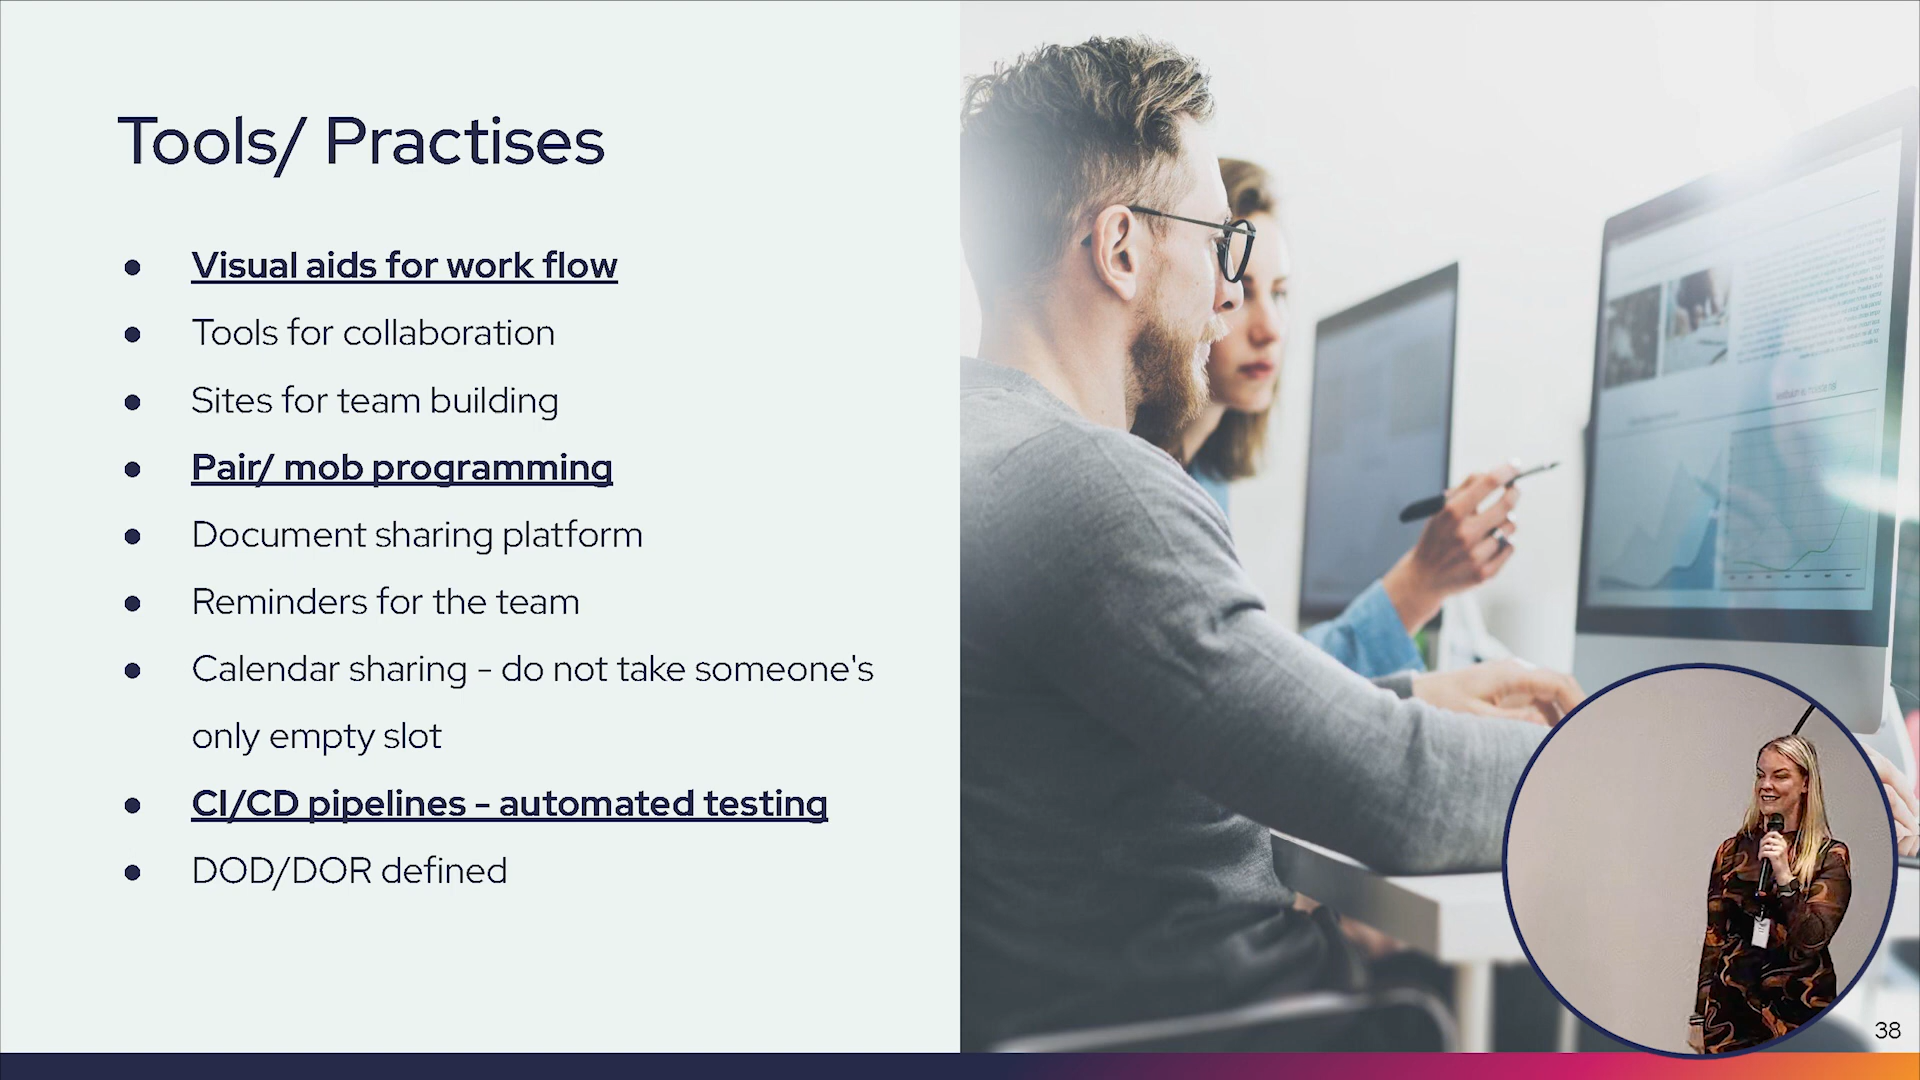 Tools/ Practises
● Visual aids for work flow
● Tools for collaboration
● Sites for team building
● Pair/ mob programming
● Document sharing platform
● Reminders for the team
● Calendar sharing - do not take someone's
only empty slot
● CI/CD pipelines - automated testing
● DOD/DOR defined
38